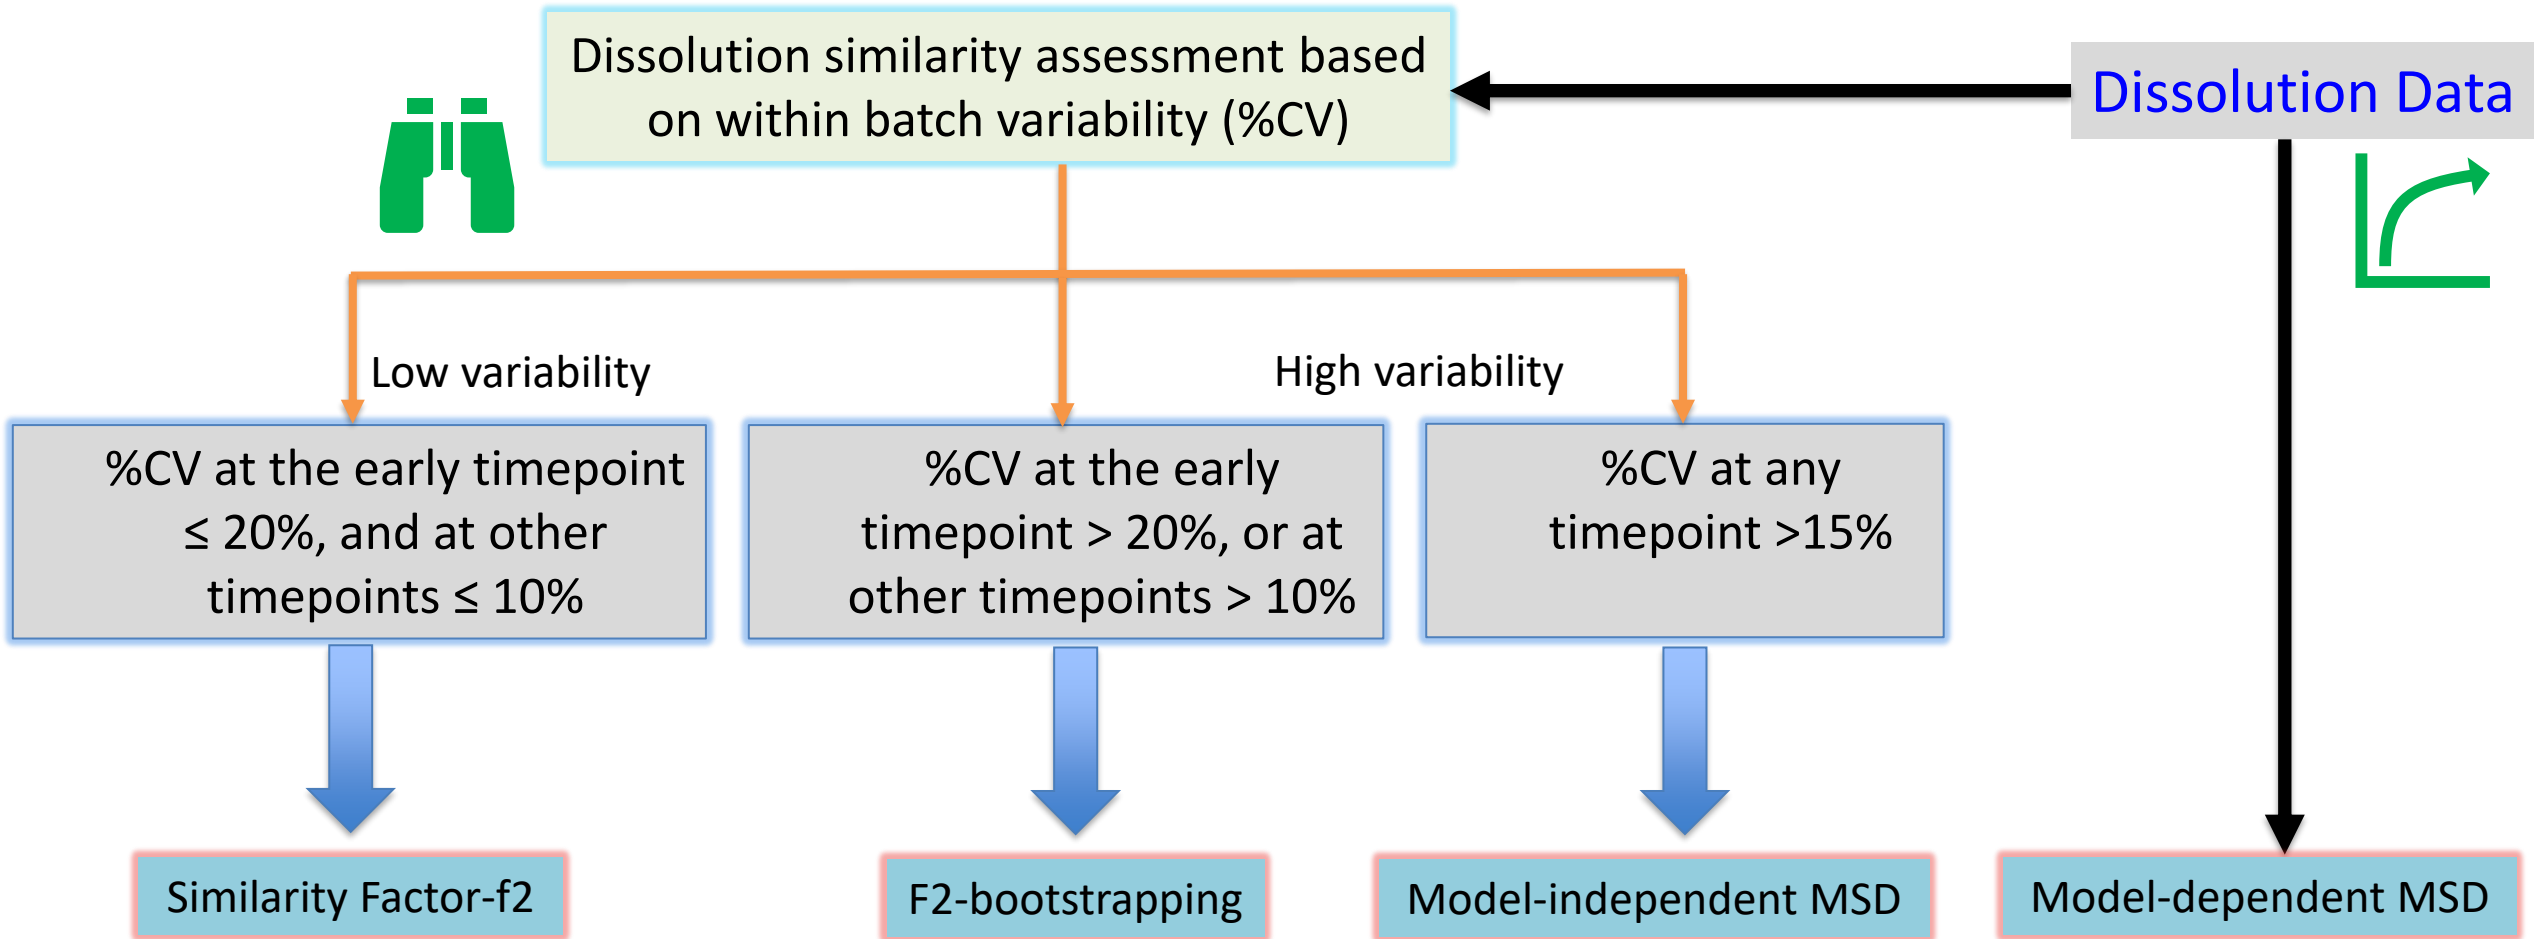 Dissolution similarity assessment based
on within batch variability (%CV)
Dissolution Data
Low variability
High variability
%CV at the early timepoint
≤ 20%, and at other
timepoints ≤ 10%
%CV at the early
timepoint > 20%, or at
other timepoints > 10%
%CV at any
timepoint >15%
Similarity Factor-f2
F2-bootstrapping
Model-independent MSD
Model-dependent MSD